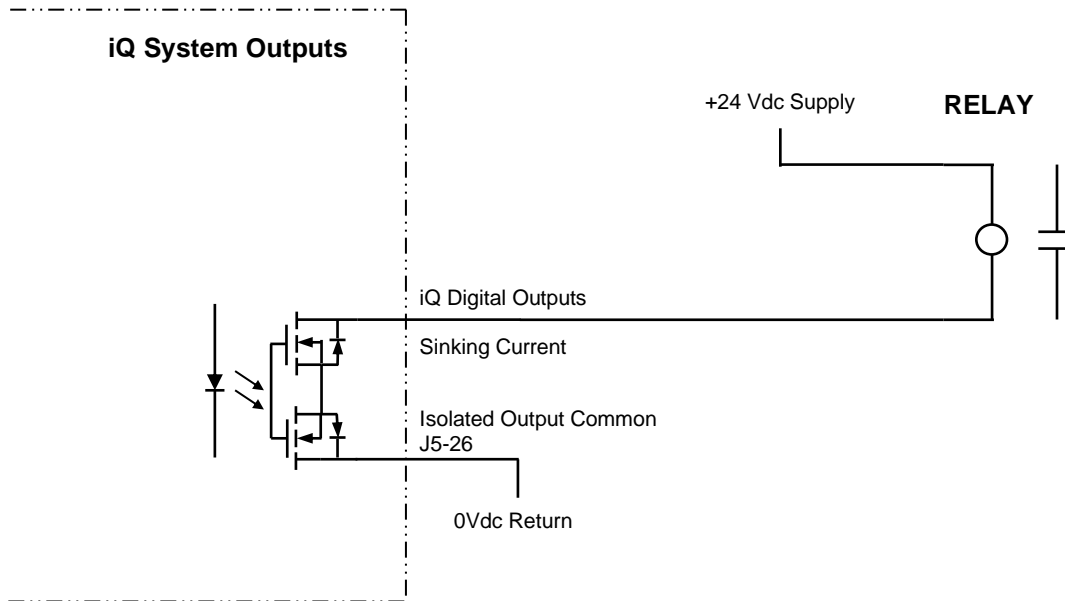 iQ System Outputs
+24 Vdc Supply
RELAY
iQ Digital Outputs
Sinking Current
Isolated Output Common
J5-26
0Vdc Return